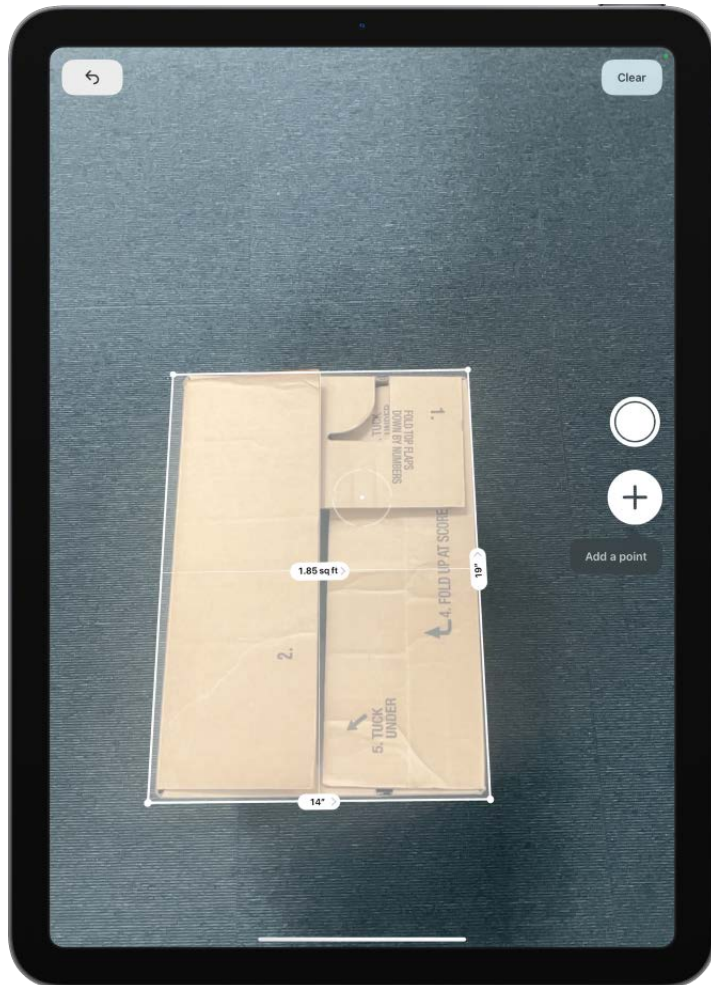 Clear
1.
FOLD TOP FLAPS
DOWN BY NUMBERS
TUCK
4. FOLD UP AT SCORE
Add a point
1.85 sq ft
19"
2.
5. TUCK
UNDER
14"